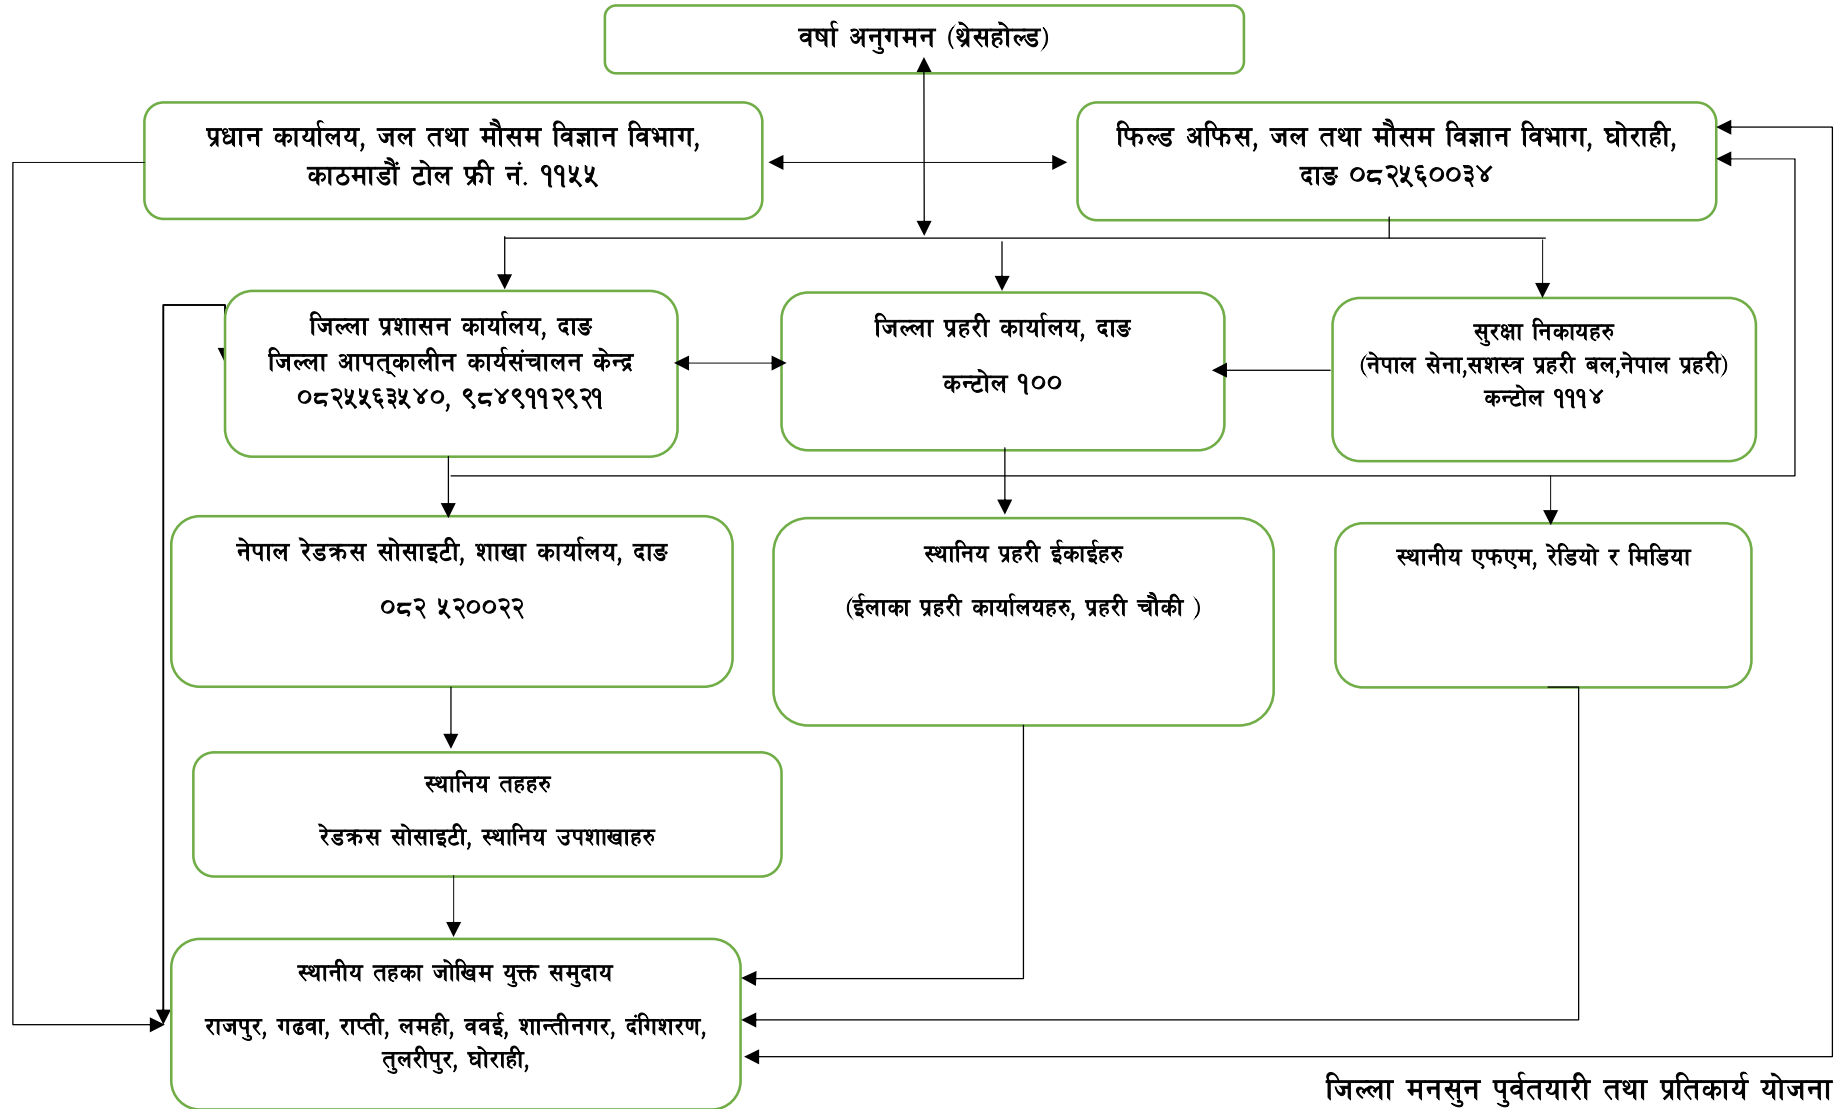 वर्षा अनुगमन (थ्रेसहोल्ड)
प्रधान कार्यालय, जल तथा मौसम विज्ञान विभाग,
काठमाडौं टोल फ्री नं. ११५५
फिल्ड अफिस, जल तथा मौसम विज्ञान विभाग, घोराही,
दाङ ०८२५६००३४
जिल्ला प्रशासन कार्यालय, दाङ
जिल्ला आपत्कालीन कार्यसंचालन केन्द्र
०८२५५६३५४०, ९८४९११२९२१
जिल्ला प्रहरी कार्यालय, दाङ
कन्टोल १००
सुरक्षा निकायहरु
(नेपाल सेना,सशस्त्र प्रहरी बल,नेपाल प्रहरी)
कन्टोल १११४
नेपाल रेडक्रस सोसाइटी, शाखा कार्यालय, दाङ
०८२ ५२००२२
स्थानिय प्रहरी ईकाईहरु
(ईलाका प्रहरी कार्यालयहरु, प्रहरी चौकी )
स्थानीय एफएम, रेडियो र मिडिया
स्थानिय तहहरु
रेडक्रस सोसाइटी, स्थानिय उपशाखाहरु
स्थानीय तहका जोखिम युक्त समुदाय
राजपुर, गढवा, राप्ती, लमही, ववई, शान्तीनगर, दंगिशरण,
तुलरीपुर, घोराही,
जिल्ला मनसुन पुर्वतयारी तथा प्रतिकार्य योजना